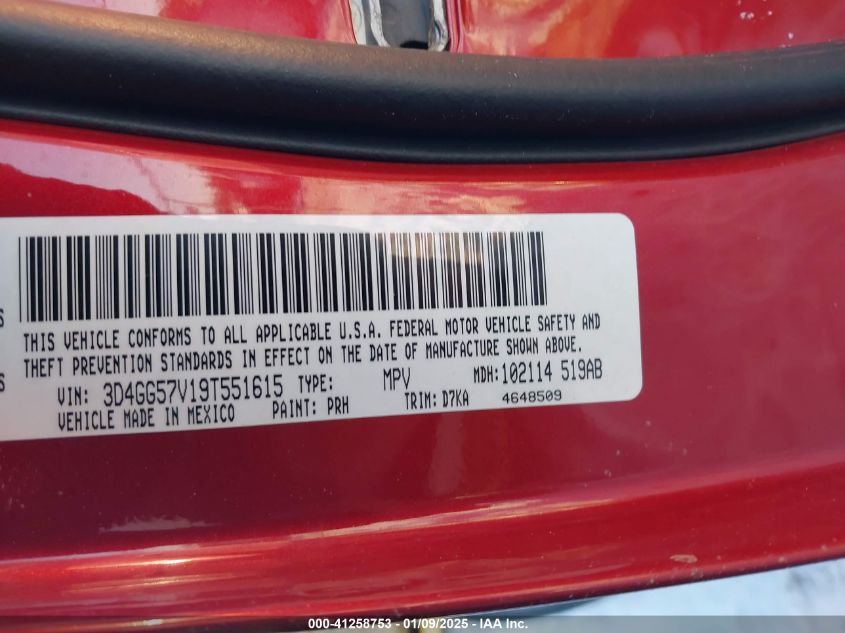 THIS VEHICLE CONFORMS TO ALL APPLICABLE U.S.A. FEDERAL MOTOR VEHICLE SAFETY AND
THEFT PREVENTION STANDARDS IN EFFECT ON THE DATE OF MANUFACTURE SHOWN ABOVE.
VIN: 3D4GG57V19T551615 TYPE: MPV MDH:102114 519AB
VEHICLE MADE IN MEXICO PAINT: PRH TRIM: D7KA 4648509
000-41258753 — 01/09/2025 — IAA Inc.